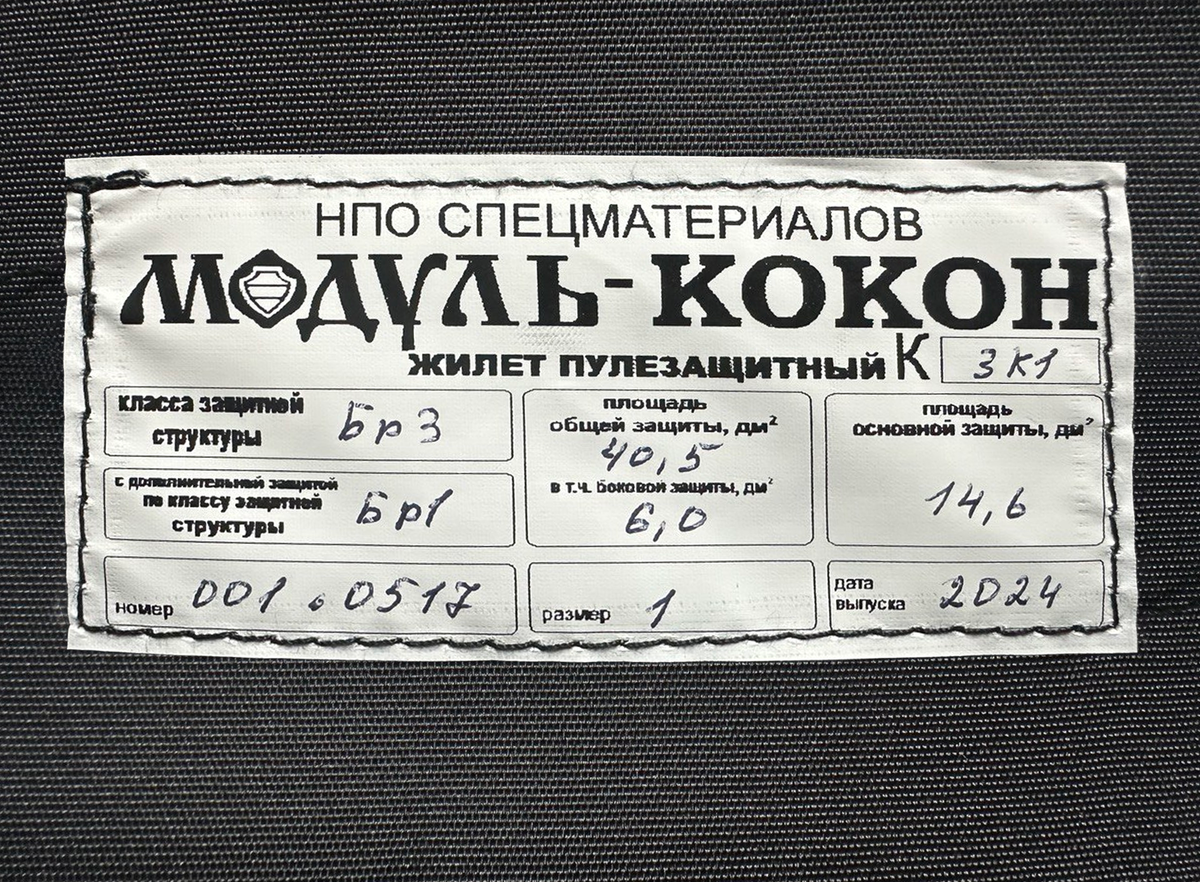 НПО СПЕЦМАТЕРИАЛОВ
МОДУЛЬ-КОКОН
ЖИЛЕТ ПУЛЕЗАЩИТНЫЙ К 3К1
класса защитной
структуры Бр3
с дополнительной защитой
по классу защитной
структуры Бр1
площадь
общей защиты, дм²
40,5
в т.ч. боковой защиты, дм²
6,0
площадь
основной защиты, дм²
14,6
номер 001.0517
размер 1
дата
выпуска 2024